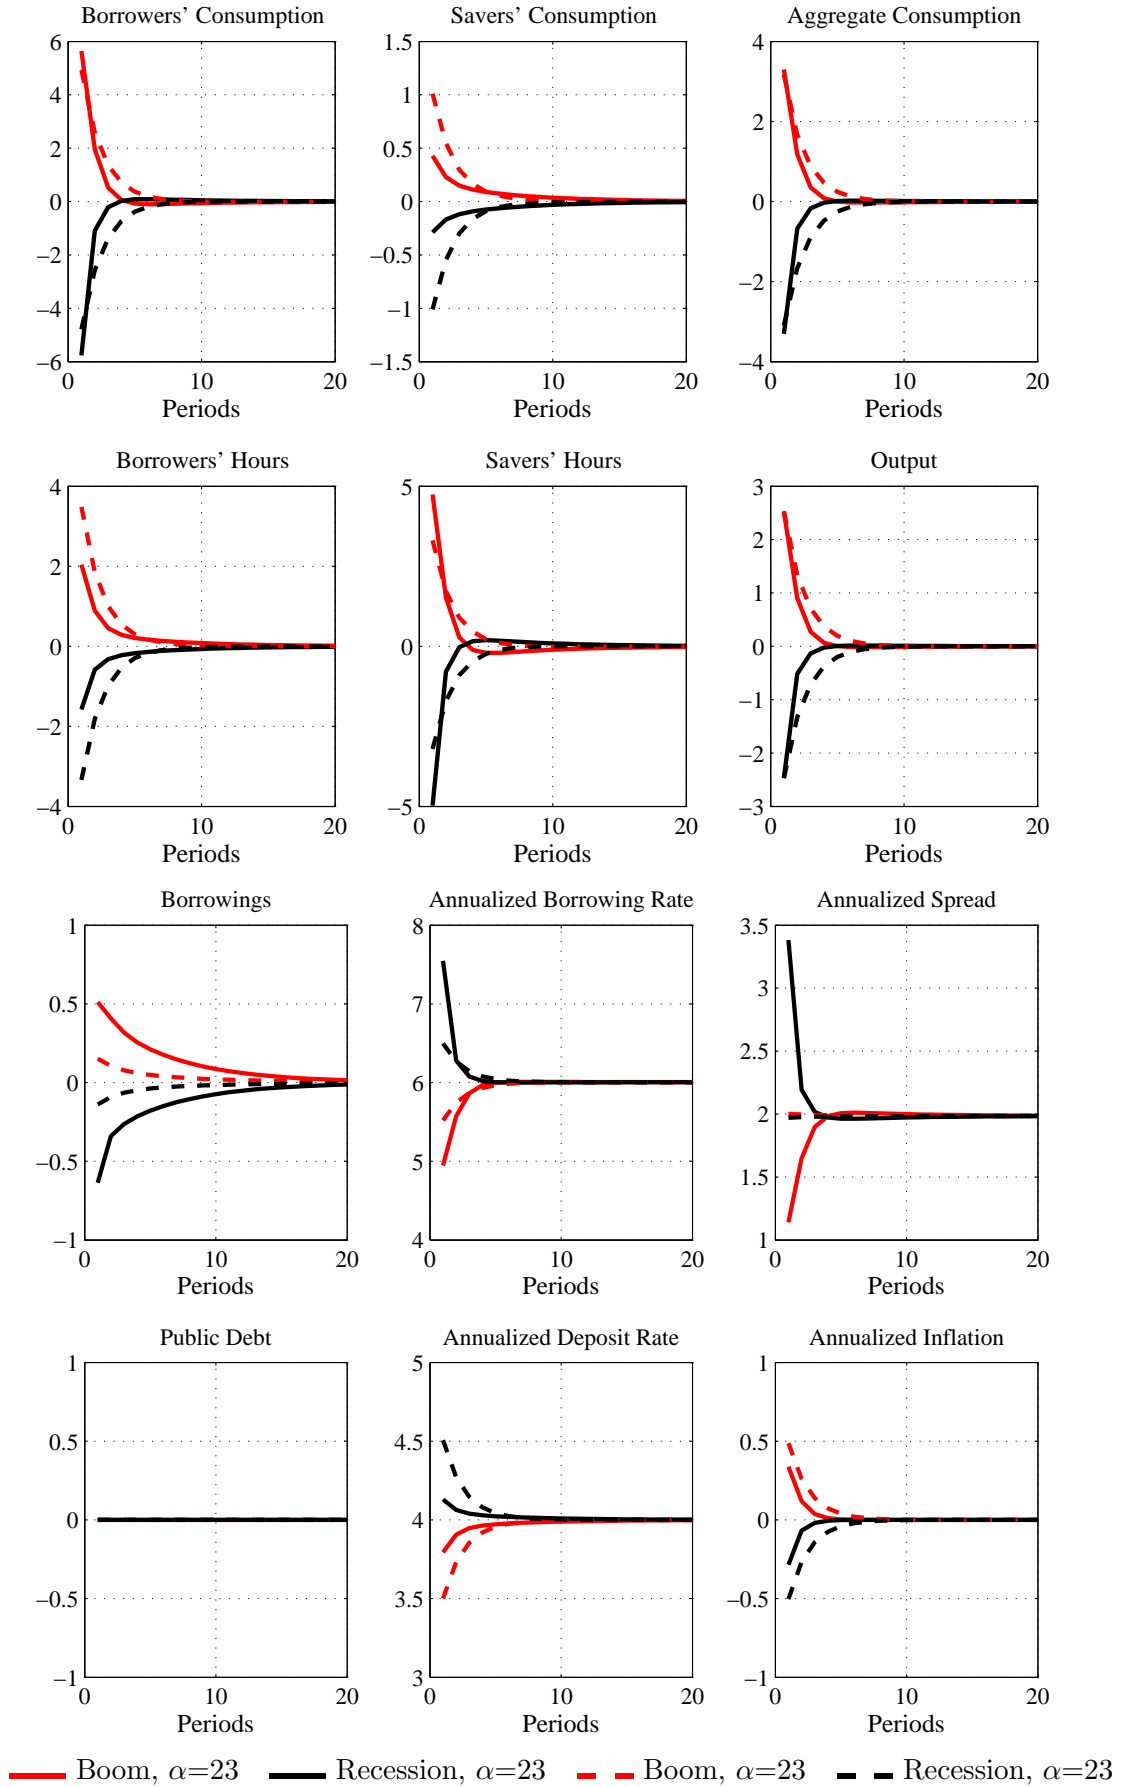 Borrowers’ Consumption Savers’ Consumption Aggregate Consumption
6 1.5 4
4 1 2
2 0.5
0 0 0
−2 −0.5
−4 −1 −2
−6 −1.5 −4
0 10 20 0 10 20 0 10 20
Periods Periods Periods
Borrowers’ Hours Savers’ Hours Output
4 5 3
2 2
1
0 0 0
−1
−2 −2
−4 −5 −3
0 10 20 0 10 20 0 10 20
Periods Periods Periods
Borrowings Annualized Borrowing Rate Annualized Spread
1 8 3.5
0.5 7 3
2.5
0 6 2
−0.5 5 1.5
−1 4 1
0 10 20 0 10 20 0 10 20
Periods Periods Periods
Public Debt Annualized Deposit Rate Annualized Inflation
1 5 1
0.5 4.5 0.5
0 4 0
−0.5 3.5 −0.5
−1 3 −1
0 10 20 0 10 20 0 10 20
Periods Periods Periods
Boom, α=23 Recession, α=23 Boom, α=23 Recession, α=23